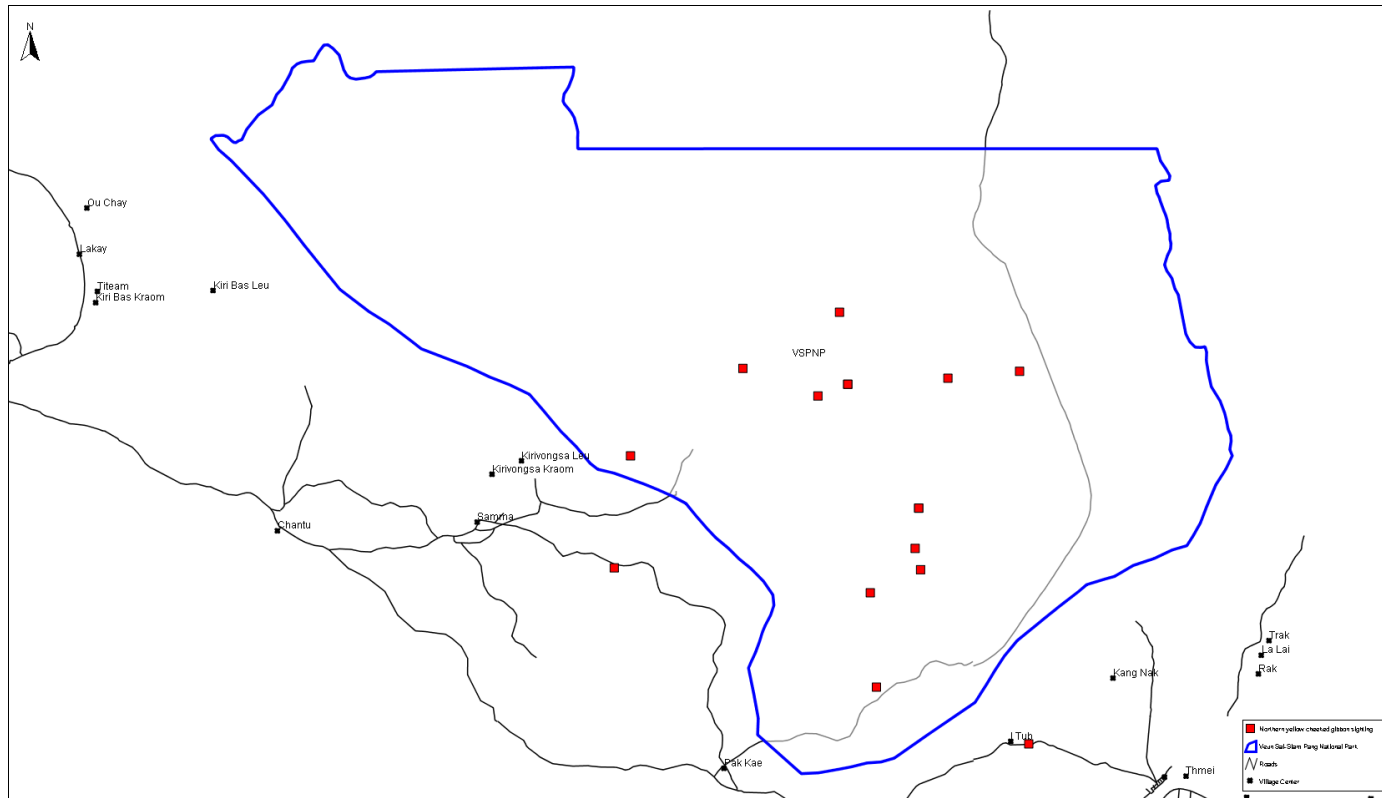 N
Ou Chay
Lakay
Titeam
Kiri Bas Kraom
Kiri Bas Leu
VSPNP
Kirivongsa Leu
Kirivongsa Kraom
Samma
Chantu
Trak
La Lai
Rak
Kang Nak
I Tuh
Pak Kae
Thmei
Northern yellow cheeked gibbon sighting
Veun Sai-Siem Pang National Park
Roads
Village Center